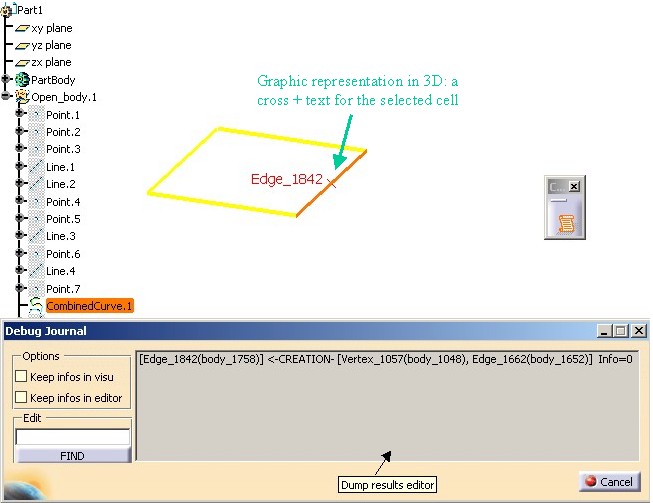 Part1
xy plane
yz plane
zx plane
PartBody
Open_body.1
Point.1
Point.2
Point.3
Line.1
Line.2
Point.4
Point.5
Line.3
Point.6
Line.4
Point.7
CombinedCurve.1
Graphic representation in 3D: a
cross + text for the selected cell
Edge_1842
C...
Debug Journal
Options
Keep infos in visu
Keep infos in editor
Edit
FIND
[Edge_1842(body_1758)] <-CREATION- [Vertex_1057(body_1048), Edge_1662(body_1652)] Info=0
Dump results editor
Cancel